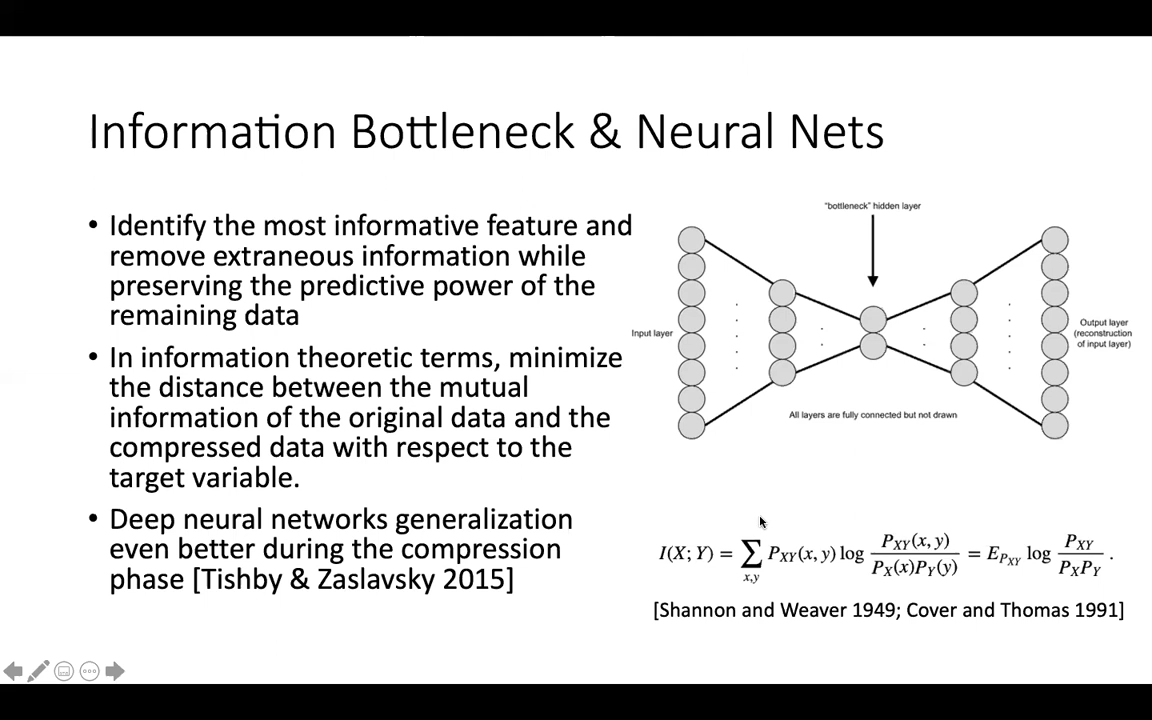 Information Bottleneck & Neural Nets
• Identify the most informative feature and
remove extraneous information while
preserving the predictive power of the
remaining data
• In information theoretic terms, minimize
the distance between the mutual
information of the original data and the
compressed data with respect to the
target variable.
• Deep neural networks generalization
even better during the compression
phase [Tishby & Zaslavsky 2015]
"bottleneck" hidden layer
Input layer
Output layer
(reconstruction
of input layer)
All layers are fully connected but not drawn
I(X; Y) = ∑_{x,y} P_{XY}(x, y) log \frac{P_{XY}(x, y)}{P_X(x)P_Y(y)} = E_{P_{XY}} log \frac{P_{XY}}{P_X P_Y} .
[Shannon and Weaver 1949; Cover and Thomas 1991]